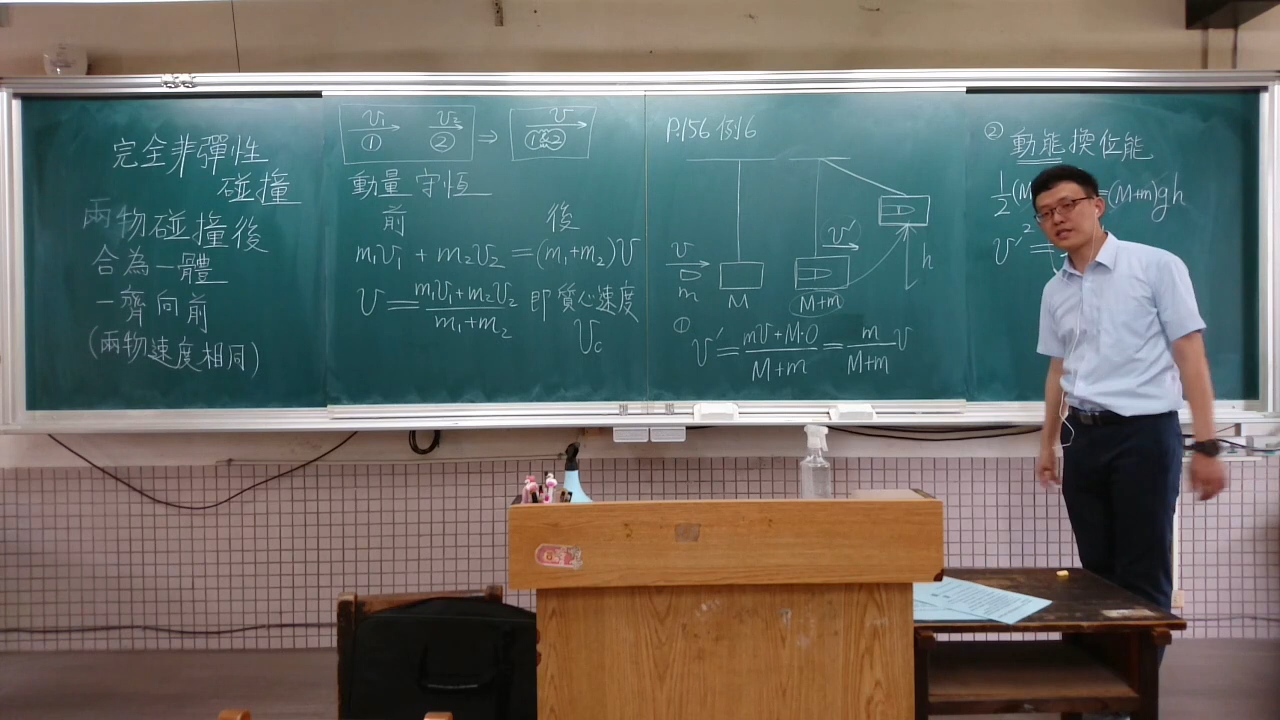 完全非彈性
碰撞
兩物碰撞後
合為一體
一齊向前
(兩物速度相同)
v₁ v₂ v
① ② ⇒ ①②
動量守恆
前 後
m₁v₁ + m₂v₂ = (m₁+m₂)v
v = (m₁v₁+m₂v₂)/(m₁+m₂) 即質心速度
v_c
P.156 例6
v
m
M
v'
M+m
h
①
v' = (mv+M·0)/(M+m) = m/(M+m) v
② 動能換位能
1/2(M =(M+m)gh
v'² =